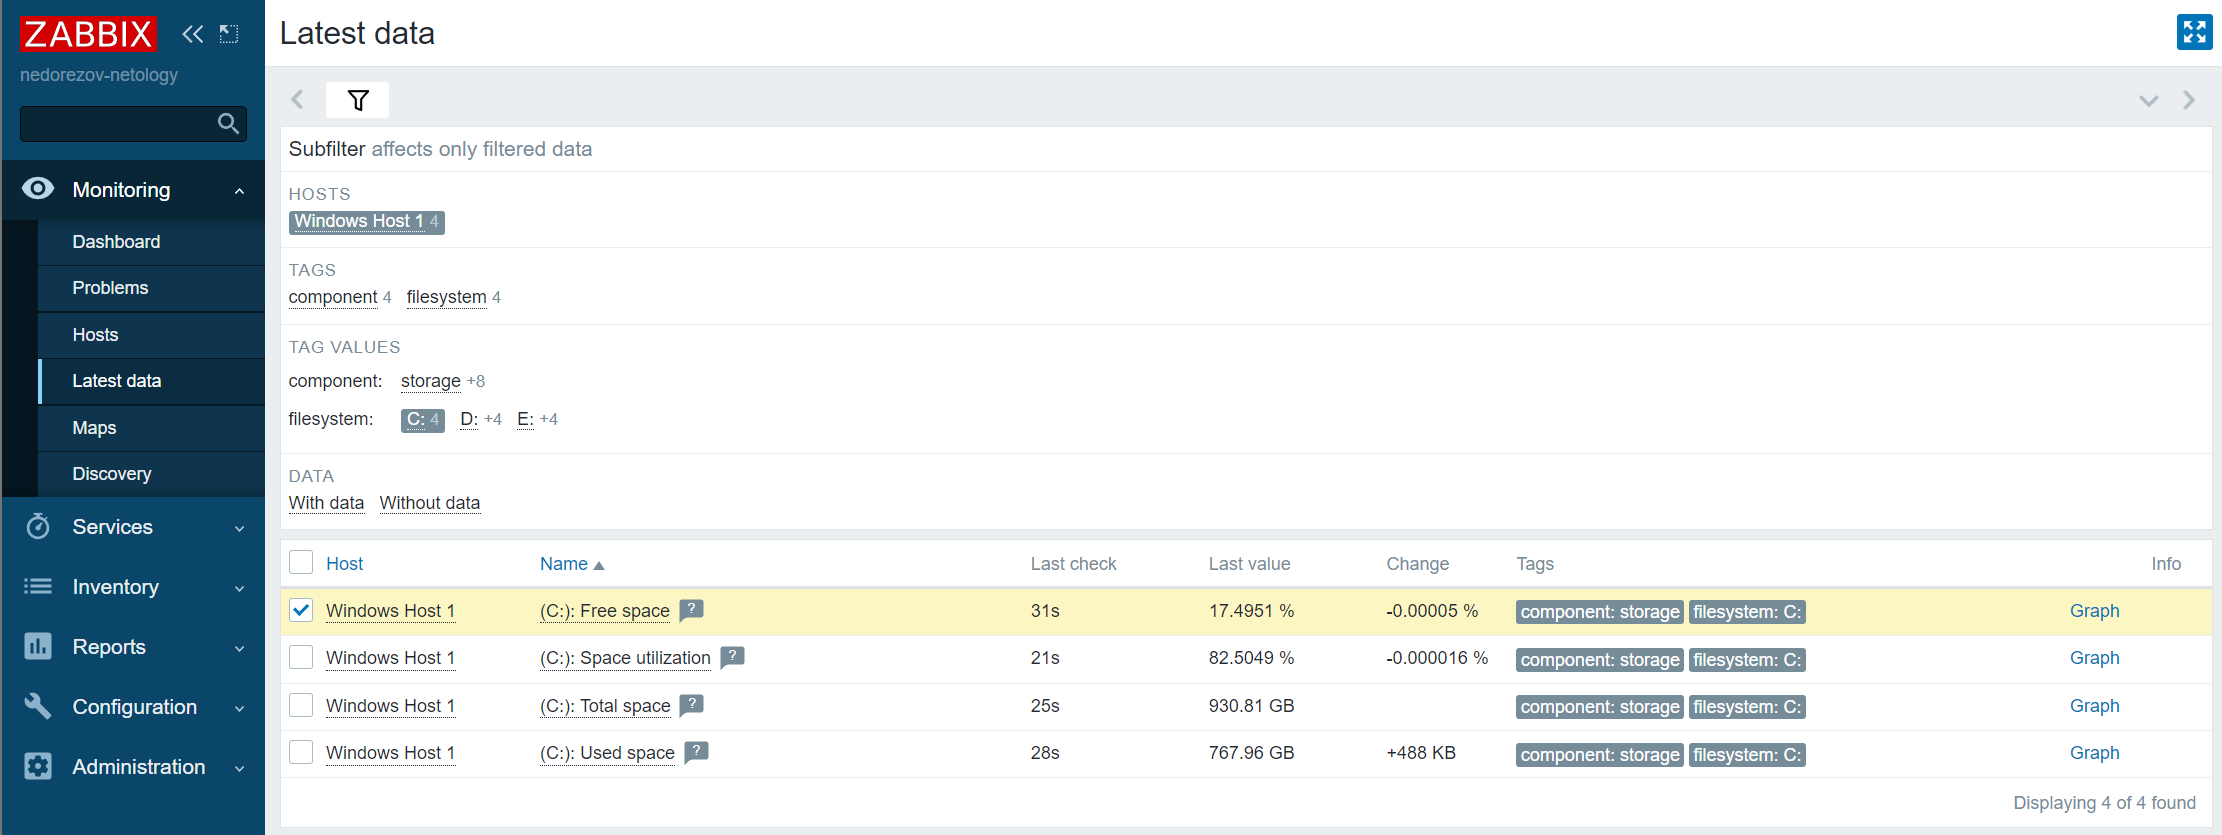 ZABBIX
nedorezov-netology
Monitoring
Dashboard
Problems
Hosts
Latest data
Maps
Discovery
Services
Inventory
Reports
Configuration
Administration
Latest data
Subfilter affects only filtered data
HOSTS
Windows Host 1 4
TAGS
component 4 filesystem 4
TAG VALUES
component: storage +8
filesystem: C: 4 D: +4 E: +4
DATA
With data Without data
Host Name Last check Last value Change Tags Info
Windows Host 1 (C:): Free space ? 31s 17.4951 % -0.00005 % component: storage filesystem: C: Graph
Windows Host 1 (C:): Space utilization ? 21s 82.5049 % -0.000016 % component: storage filesystem: C: Graph
Windows Host 1 (C:): Total space ? 25s 930.81 GB component: storage filesystem: C: Graph
Windows Host 1 (C:): Used space ? 28s 767.96 GB +488 KB component: storage filesystem: C: Graph
Displaying 4 of 4 found